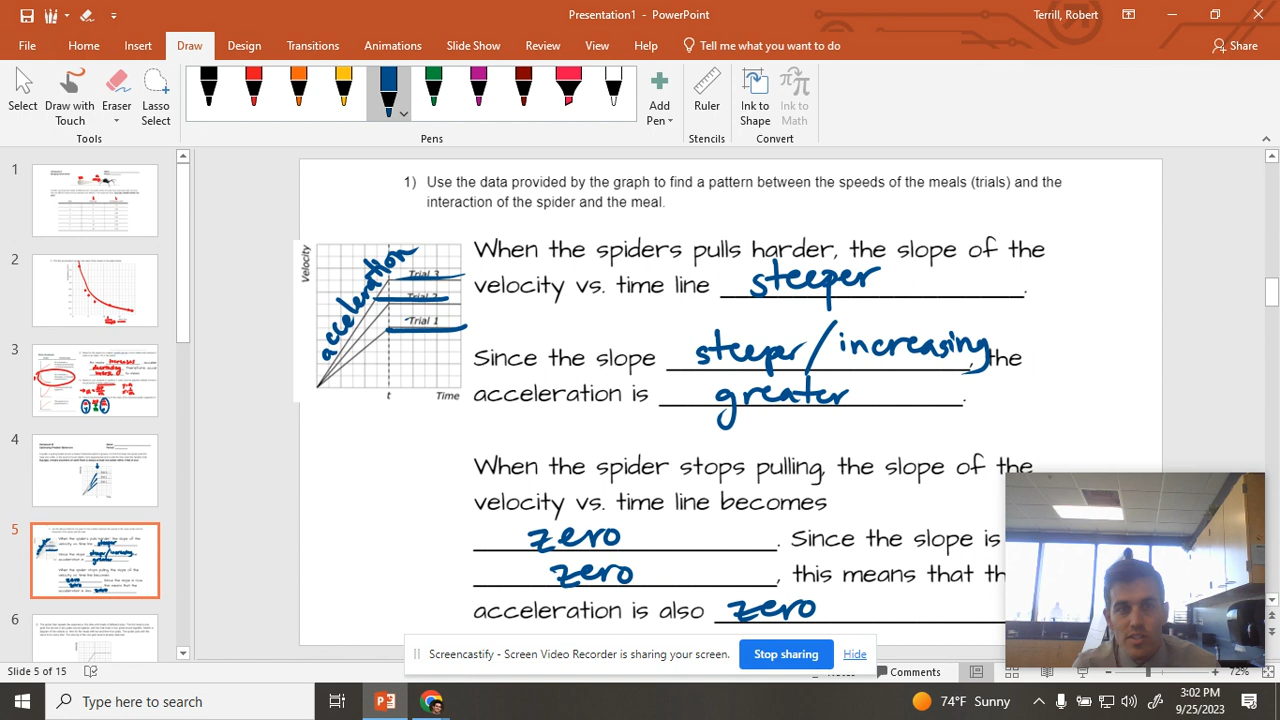 Presentation1 - PowerPoint
Terrill, Robert
File Home Insert Draw Design Transitions Animations Slide Show Review View Help Tell me what you want to do
Share
Select
Draw with Touch
Eraser
Lasso Select
Add Pen
Ruler
Ink to Shape
Ink to Math
Tools
Pens
Stencils
Convert
1
2
3
4
5
6
1) Use the data provided by the graph to find a pattern between the speeds of the meals (trials) and the
interaction of the spider and the meal.
Velocity
acceleration
Trial 3
Trial 2
Trial 1
t
Time
When the spiders pulls harder, the slope of the
velocity vs. time line steeper.
Since the slope steeper/increasing, the
acceleration is greater.
When the spider stops pulling, the slope of the
velocity vs. time line becomes
zero. Since the slope is
zero, this means that th
acceleration is also zero
Screencastify - Screen Video Recorder is sharing your screen.
Stop sharing
Hide
Slide 5 of 15
Comments
72%
Type here to search
74°F Sunny
3:02 PM
9/25/2023